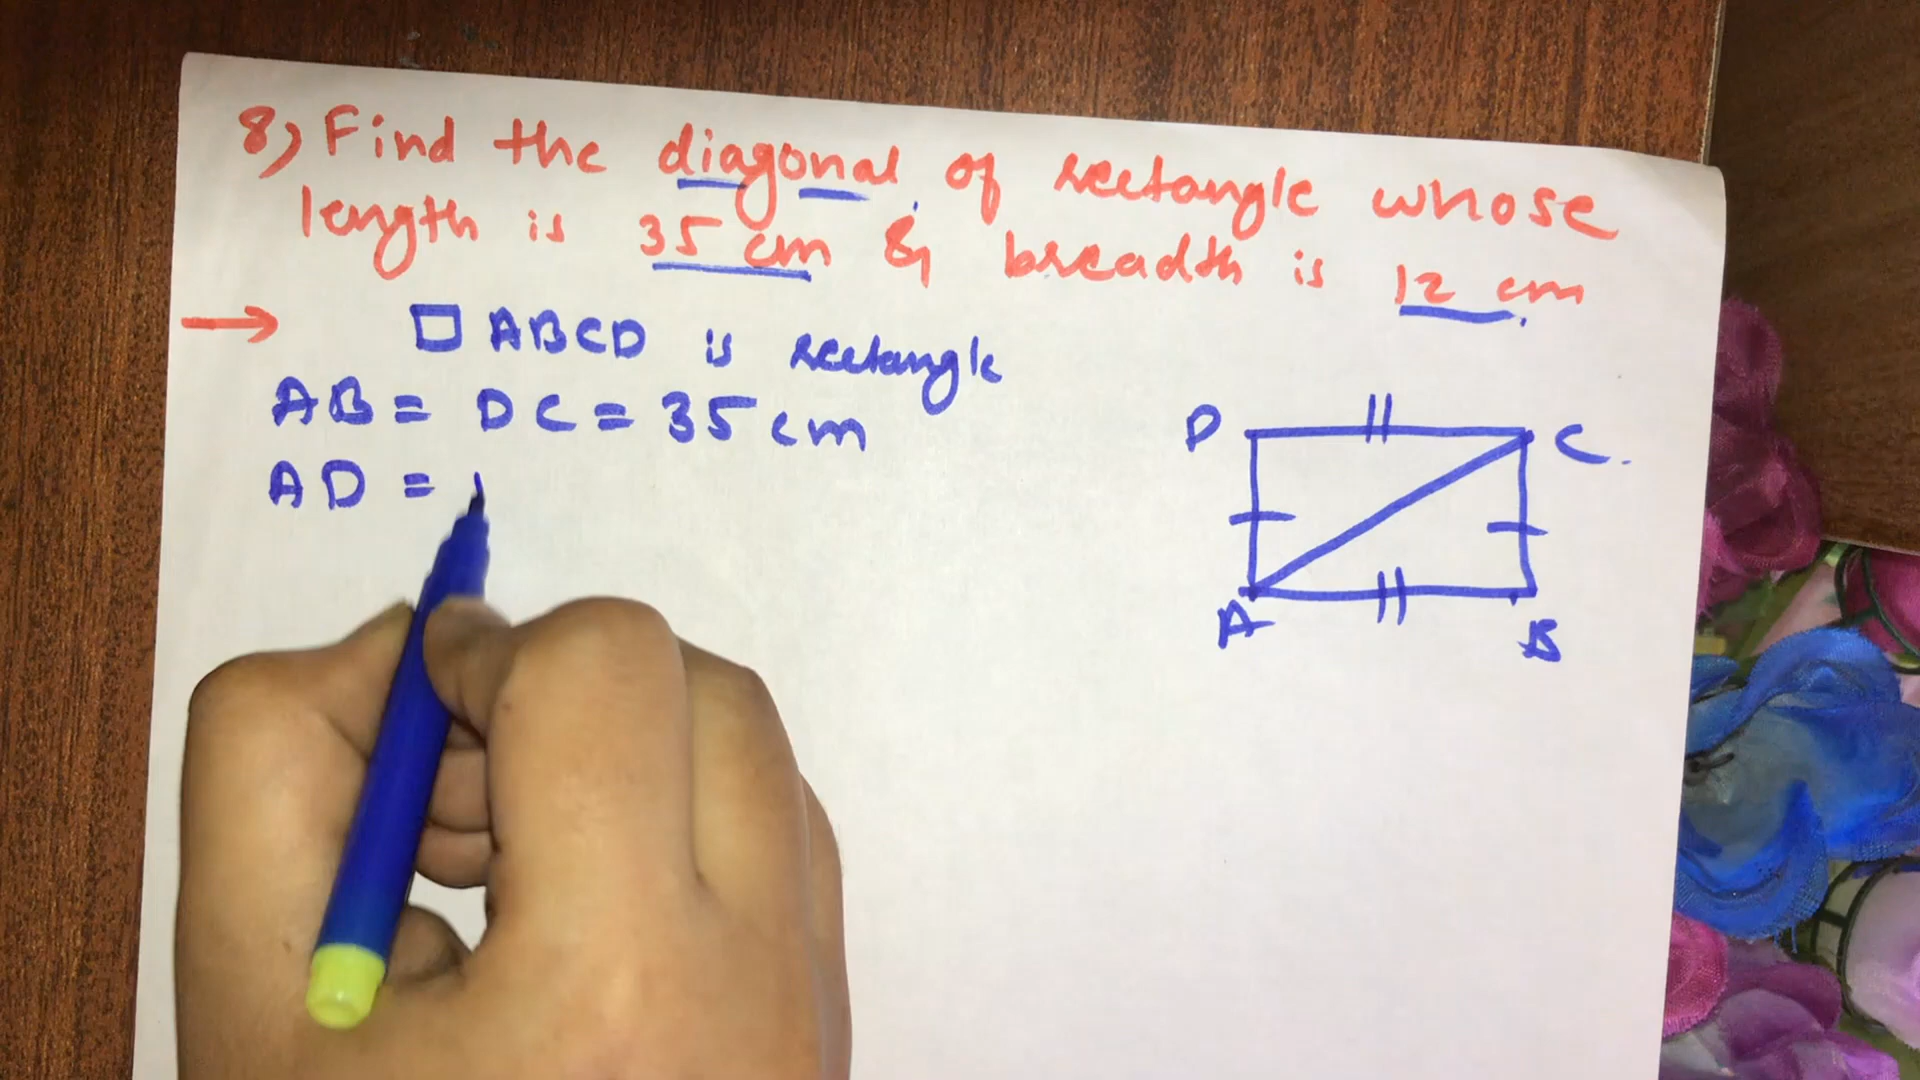 8) Find the diagonal of rectangle whose
length is 35 cm & breadth is 12 cm
→ □ ABCD is rectangle
AB = DC = 35 cm
AD =
D C.
A B